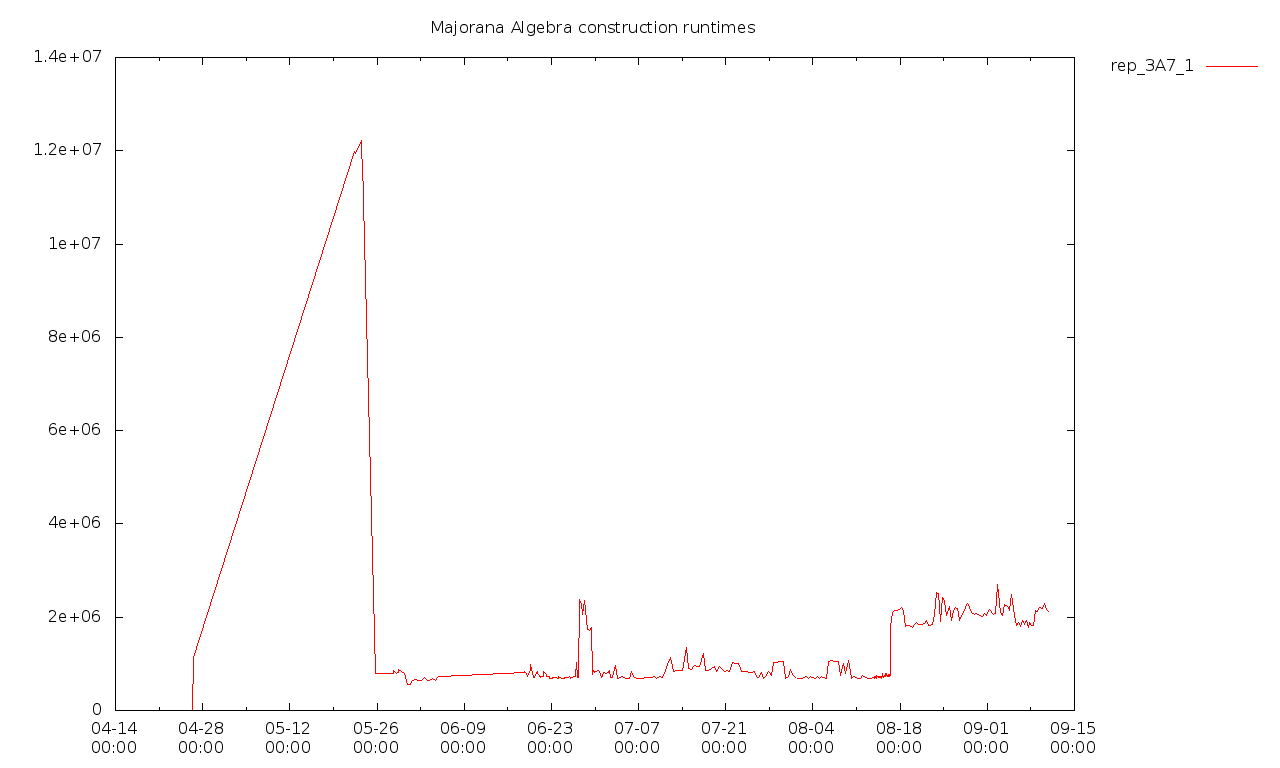 Majorana Algebra construction runtimes
rep_3A7_1
1.4e+07
1.2e+07
1e+07
8e+06
6e+06
4e+06
2e+06
0
04-14 04-28 05-12 05-26 06-09 06-23 07-07 07-21 08-04 08-18 09-01 09-15
00:00 00:00 00:00 00:00 00:00 00:00 00:00 00:00 00:00 00:00 00:00 00:00